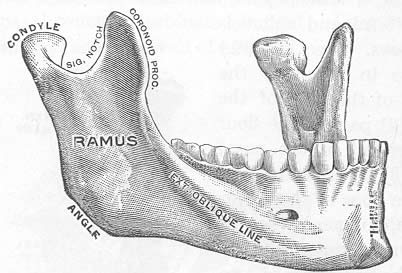 CONDYLE
SIG. NOTCH
CORONOID PROC.
RAMUS
EXT. OBLIQUE LINE
ANGLE